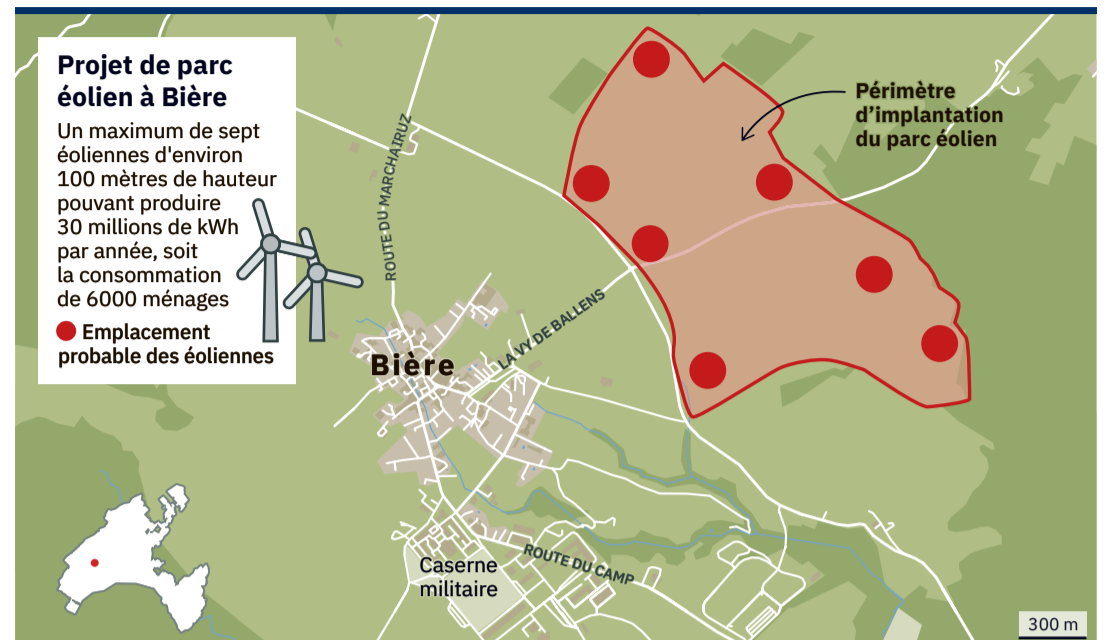 Projet de parc
éolien à Bière
Un maximum de sept
éoliennes d'environ
100 mètres de hauteur
pouvant produire
30 millions de kWh
par année, soit
la consommation
de 6000 ménages
Emplacement
probable des éoliennes
Périmètre
d’implantation
du parc éolien
ROUTE DU MARCHAIRUZ
LA VY DE BALLENS
Bière
Caserne
militaire
ROUTE DU CAMP
300 m